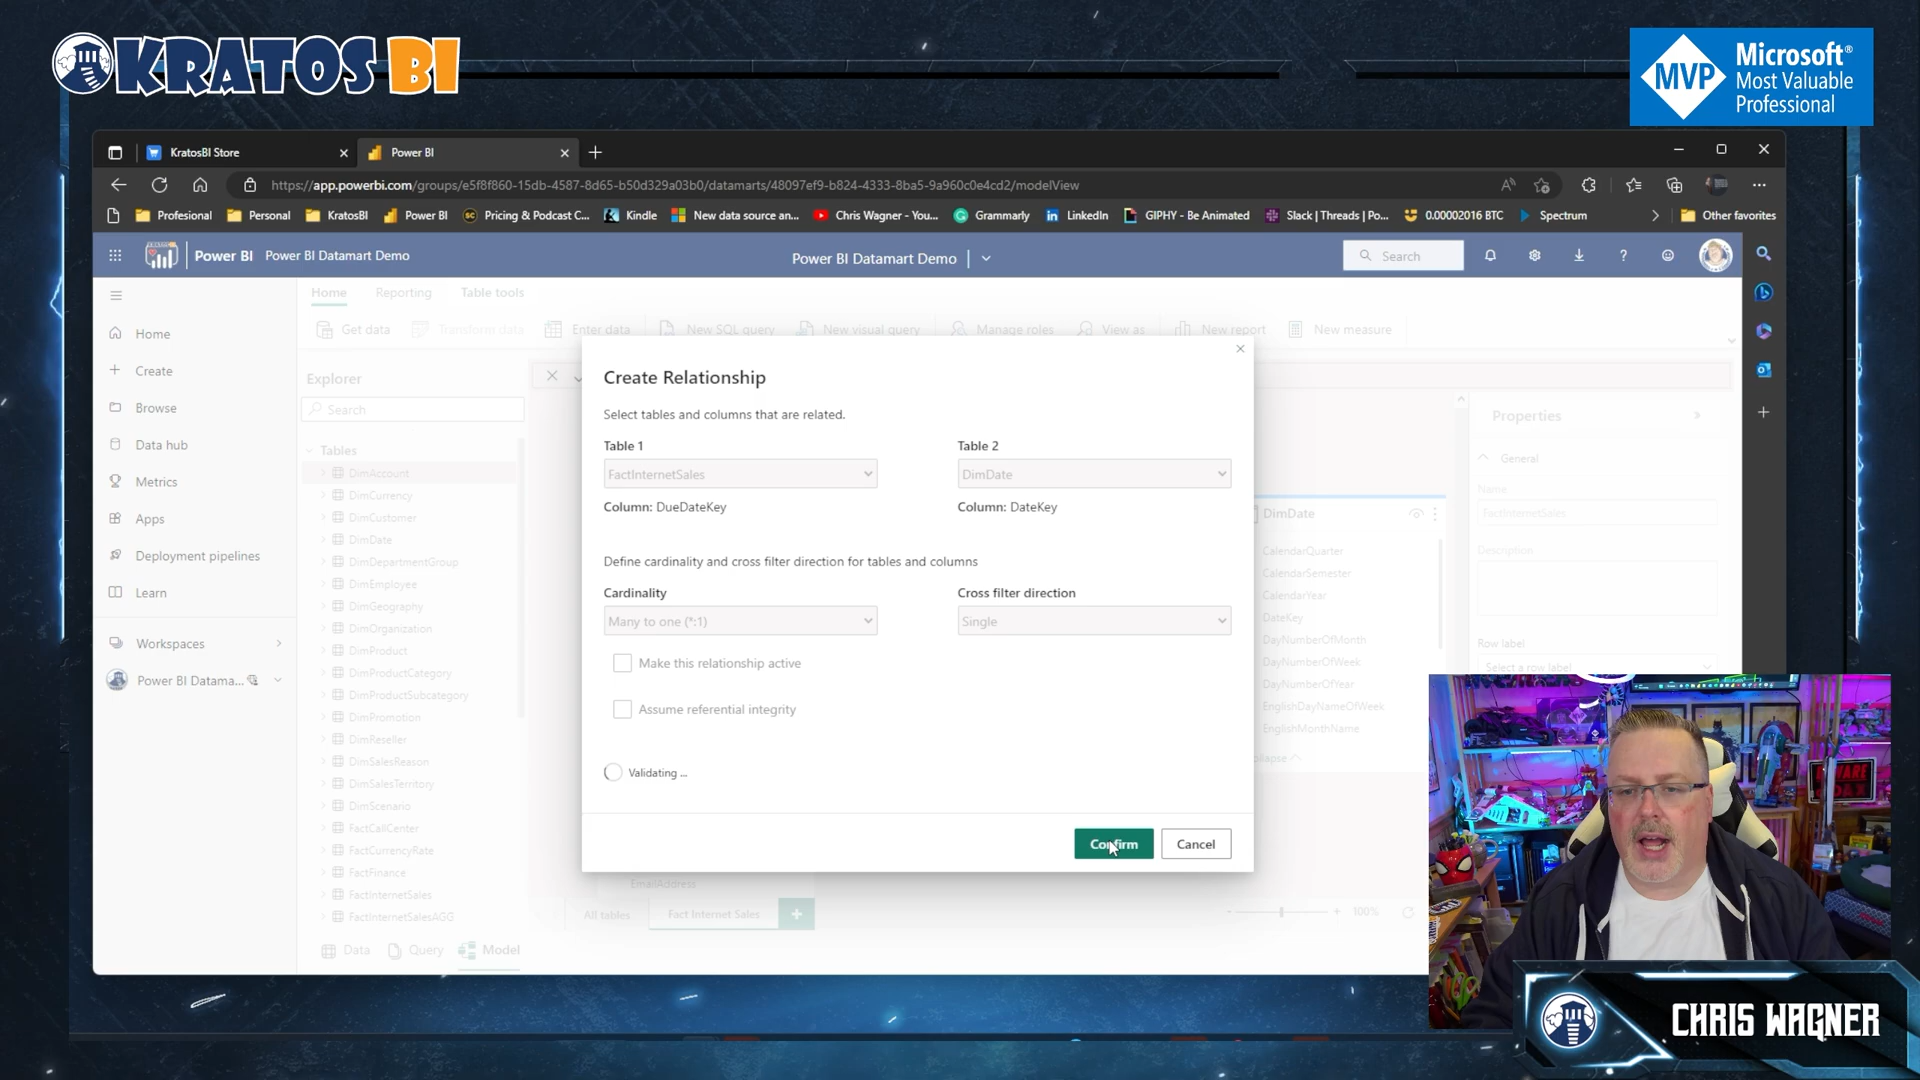 KRATOS BI
MVP
Microsoft®
Most Valuable
Professional
KratosBI Store
Power BI
https://app.powerbi.com/groups/e5f8f860-15db-4587-8d65-b50d329a03b0/datamarts/48097ef9-b824-4333-8ba5-9a960c0e4cd2/modelView
Profesional
Personal
KratosBI
Power BI
Pricing & Podcast C...
Kindle
New data source an...
Chris Wagner - You...
Grammarly
LinkedIn
GIPHY - Be Animated
Slack | Threads | Po...
0.00002016 BTC
Spectrum
Other favorites
Power BI
Power BI Datamart Demo
Power BI Datamart Demo
Search
Home
Create
Browse
Data hub
Metrics
Apps
Deployment pipelines
Learn
Workspaces
Power BI Datama...
Home
Reporting
Table tools
Get data
Transform data
Enter data
New SQL query
New visual query
Manage roles
View as
New report
New measure
Explorer
Search
Tables
DimAccount
DimCurrency
DimCustomer
DimDate
DimDepartmentGroup
DimEmployee
DimGeography
DimOrganization
DimProduct
DimProductCategory
DimProductSubcategory
DimPromotion
DimReseller
DimSalesReason
DimSalesTerritory
DimScenario
FactCallCenter
FactCurrencyRate
FactFinance
FactInternetSales
FactInternetSalesAGG
Data
Query
Model
Create Relationship
Select tables and columns that are related.
Table 1
Table 2
FactInternetSales
DimDate
Column: DueDateKey
Column: DateKey
Define cardinality and cross filter direction for tables and columns
Cardinality
Cross filter direction
Many to one (*:1)
Single
Make this relationship active
Assume referential integrity
Validating ...
Confirm
Cancel
EmailAddress
All tables
Fact Internet Sales
100%
DimDate
CalendarQuarter
CalendarSemester
CalendarYear
DateKey
DayNumberOfMonth
DayNumberOfWeek
DayNumberOfYear
EnglishDayNameOfWeek
EnglishMonthName
Properties
General
Name
FactInternetSales
Description
Row label
Select a row label
CHRIS WAGNER